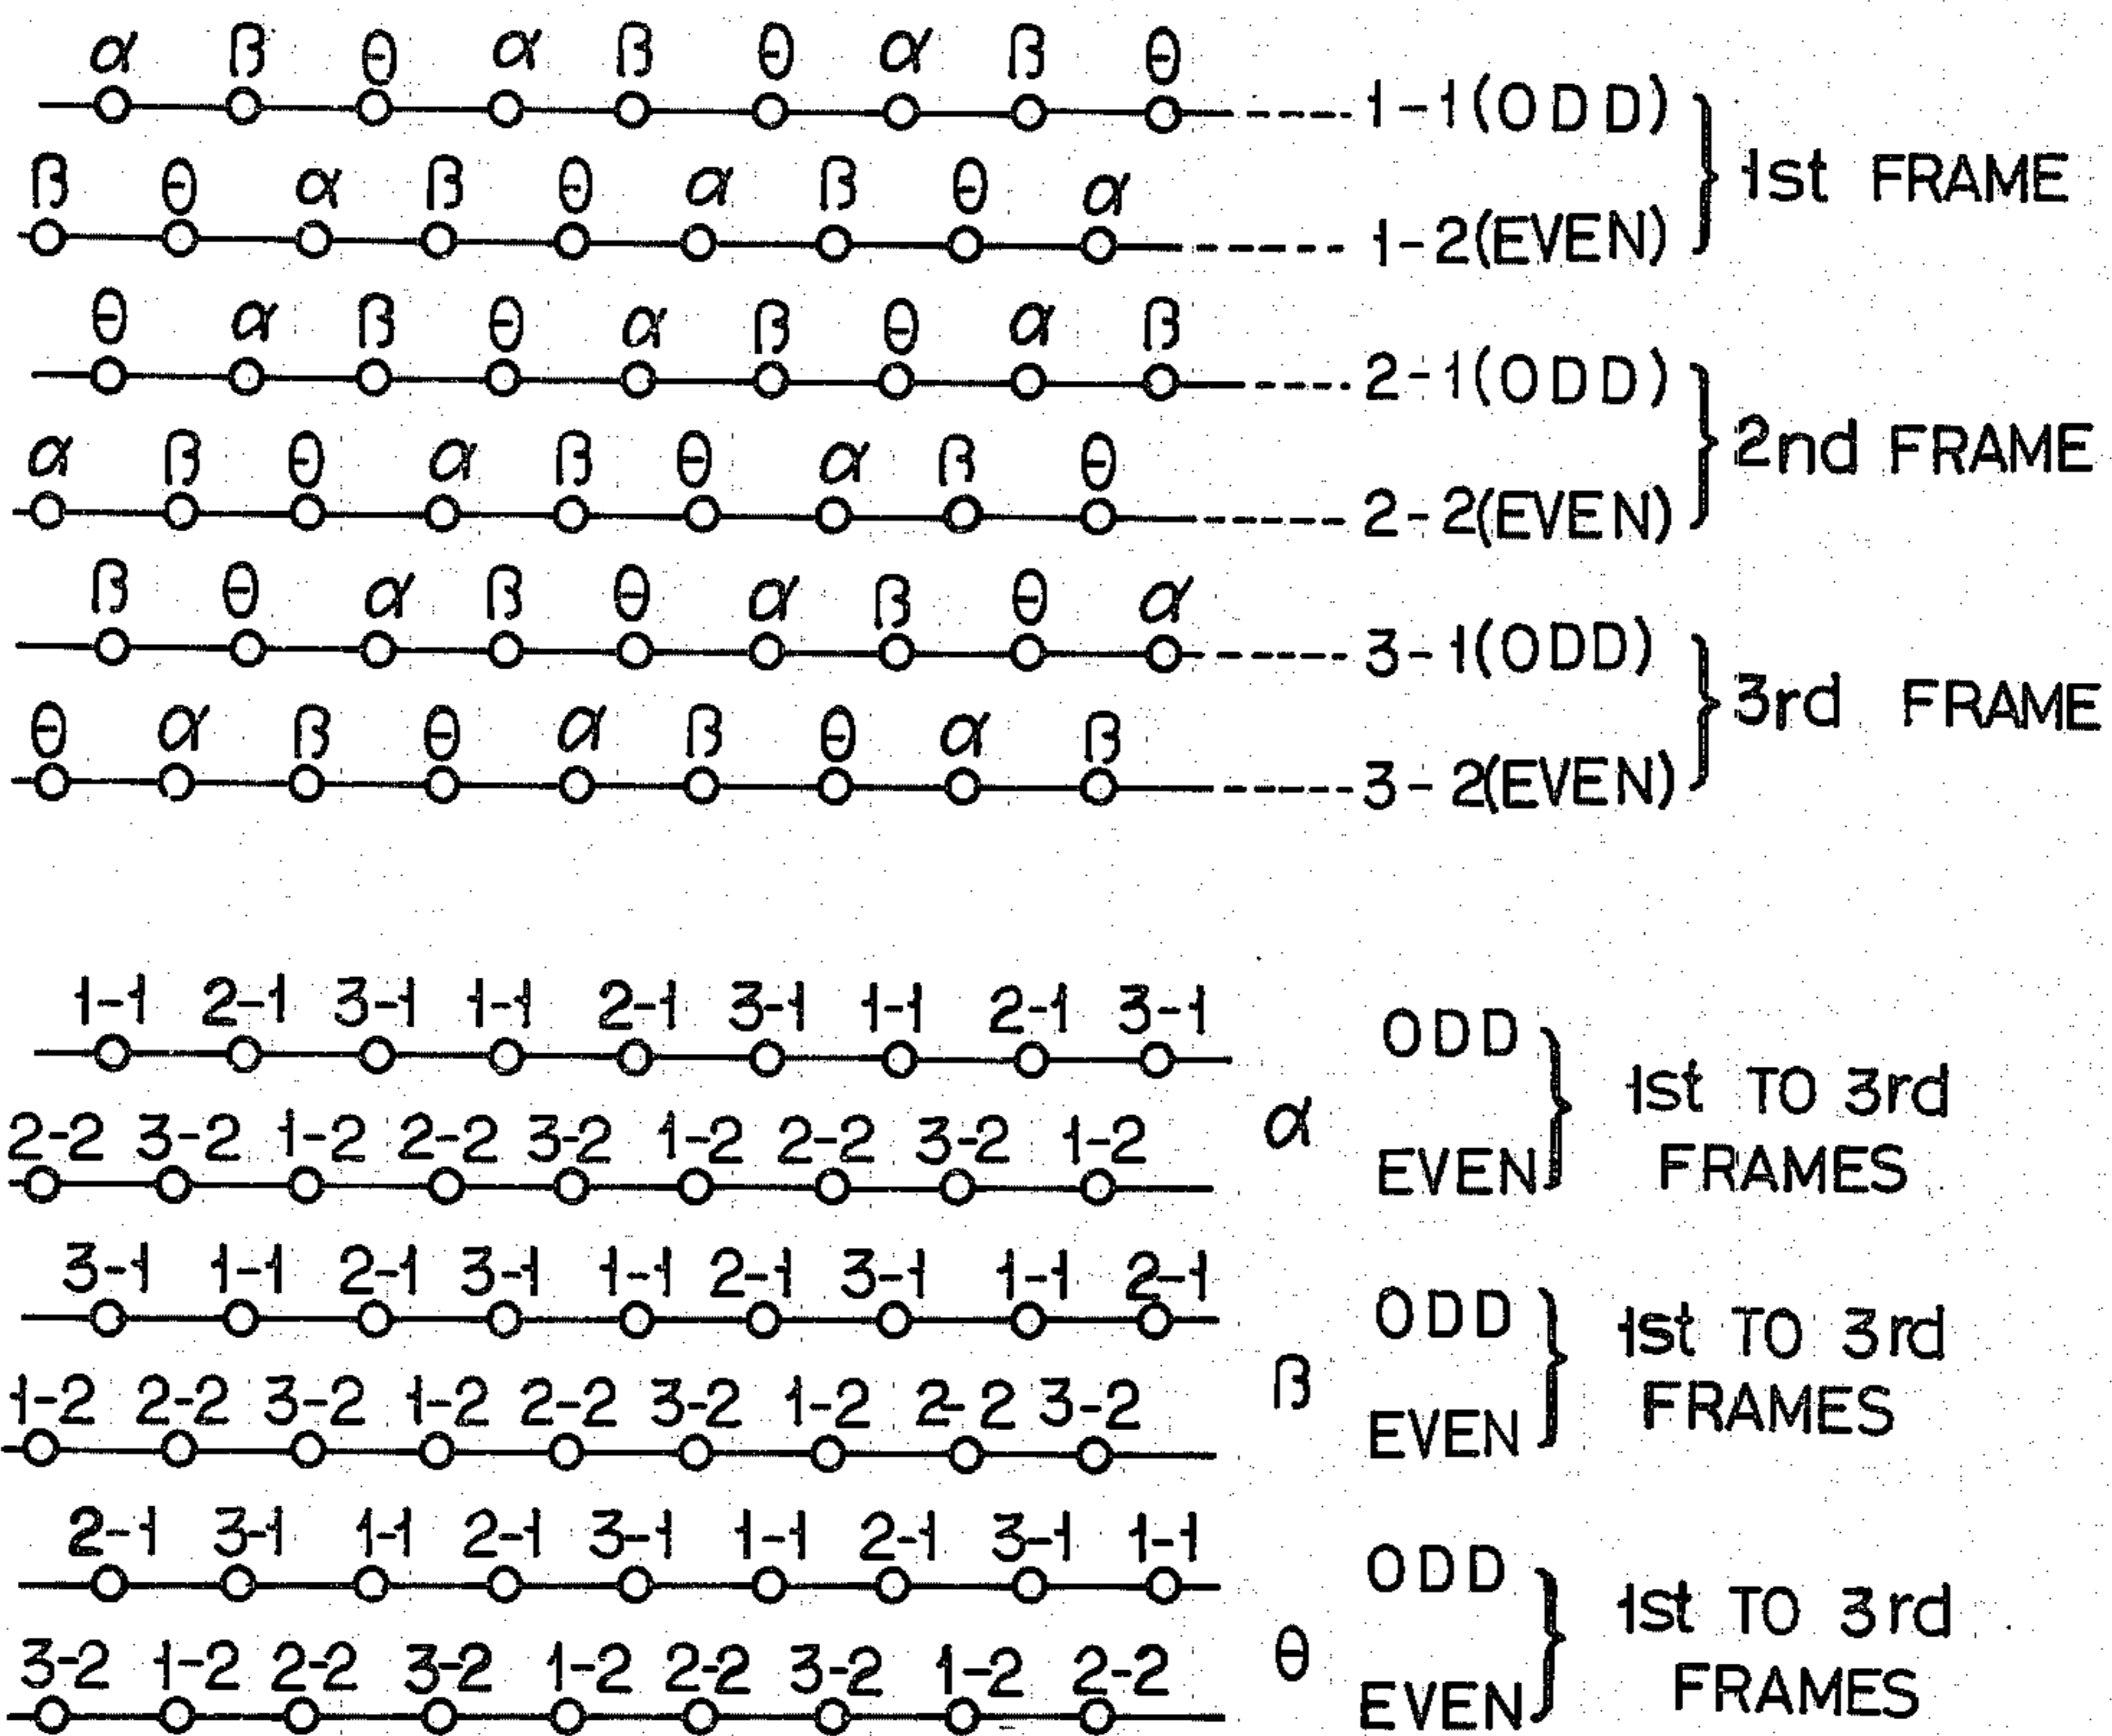 α β θ α β θ α β θ 1-1(ODD)
1st FRAME
β θ α β θ α β θ α 1-2(EVEN)
θ α β θ α β θ α β 2-1(ODD)
2nd FRAME
α β θ α β θ α β θ 2-2(EVEN)
β θ α β θ α β θ α 3-1(ODD)
3rd FRAME
θ α β θ α β θ α β 3-2(EVEN)
1-1 2-1 3-1 1-1 2-1 3-1 1-1 2-1 3-1 ODD
α 1st TO 3rd
2-2 3-2 1-2 2-2 3-2 1-2 2-2 3-2 1-2 EVEN FRAMES
3-1 1-1 2-1 3-1 1-1 2-1 3-1 1-1 2-1 ODD
β 1st TO 3rd
1-2 2-2 3-2 1-2 2-2 3-2 1-2 2-2 3-2 EVEN FRAMES
2-1 3-1 1-1 2-1 3-1 1-1 2-1 3-1 1-1 ODD
θ 1st TO 3rd
3-2 1-2 2-2 3-2 1-2 2-2 3-2 1-2 2-2 EVEN FRAMES